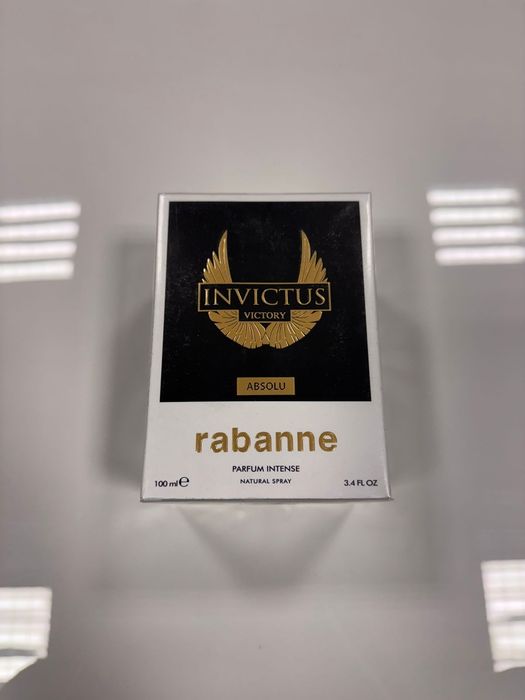 INVICTUS
VICTORY
ABSOLU
rabanne
PARFUM INTENSE
100 ml℮ NATURAL SPRAY 3.4 FL OZ